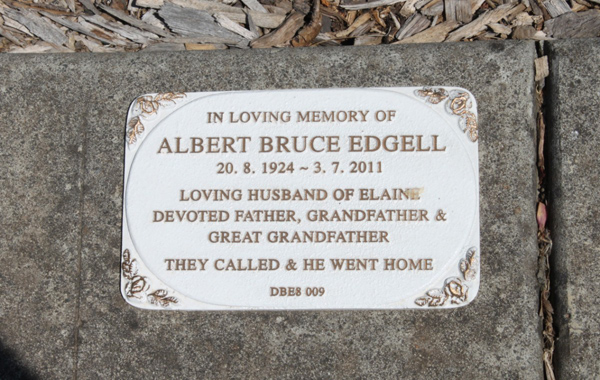 IN LOVING MEMORY OF
ALBERT BRUCE EDGELL
20. 8. 1924 ~ 3. 7. 2011
LOVING HUSBAND OF ELAINE
DEVOTED FATHER, GRANDFATHER &
GREAT GRANDFATHER
THEY CALLED & HE WENT HOME
DBE8 009